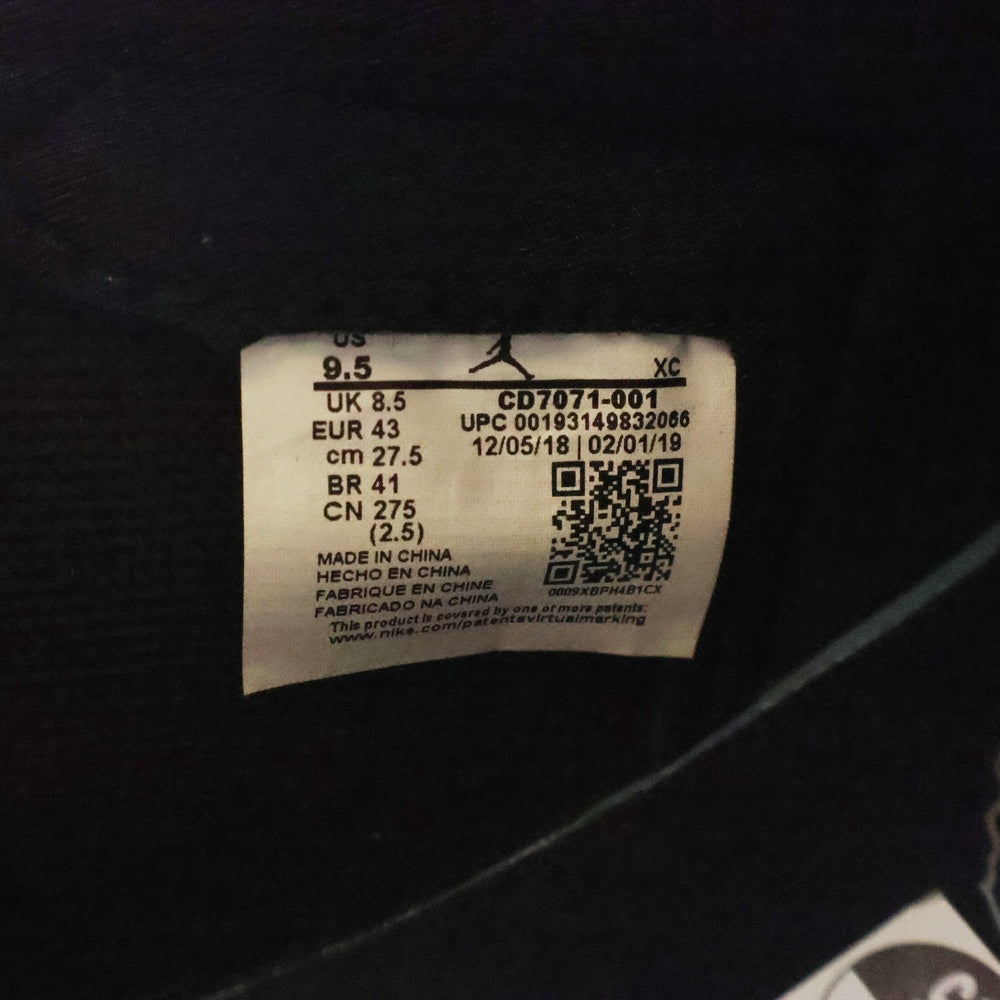 US
9.5
XC
UK 8.5
EUR 43
cm 27.5
BR 41
CN 275
(2.5)
CD7071-001
UPC 00193149832066
12/05/18 | 02/01/19
0009XBPH4B1CX
MADE IN CHINA
HECHO EN CHINA
FABRIQUE EN CHINE
FABRICADO NA CHINA
This product is covered by one or more patents:
www.nike.com/patentsvirtualmarking